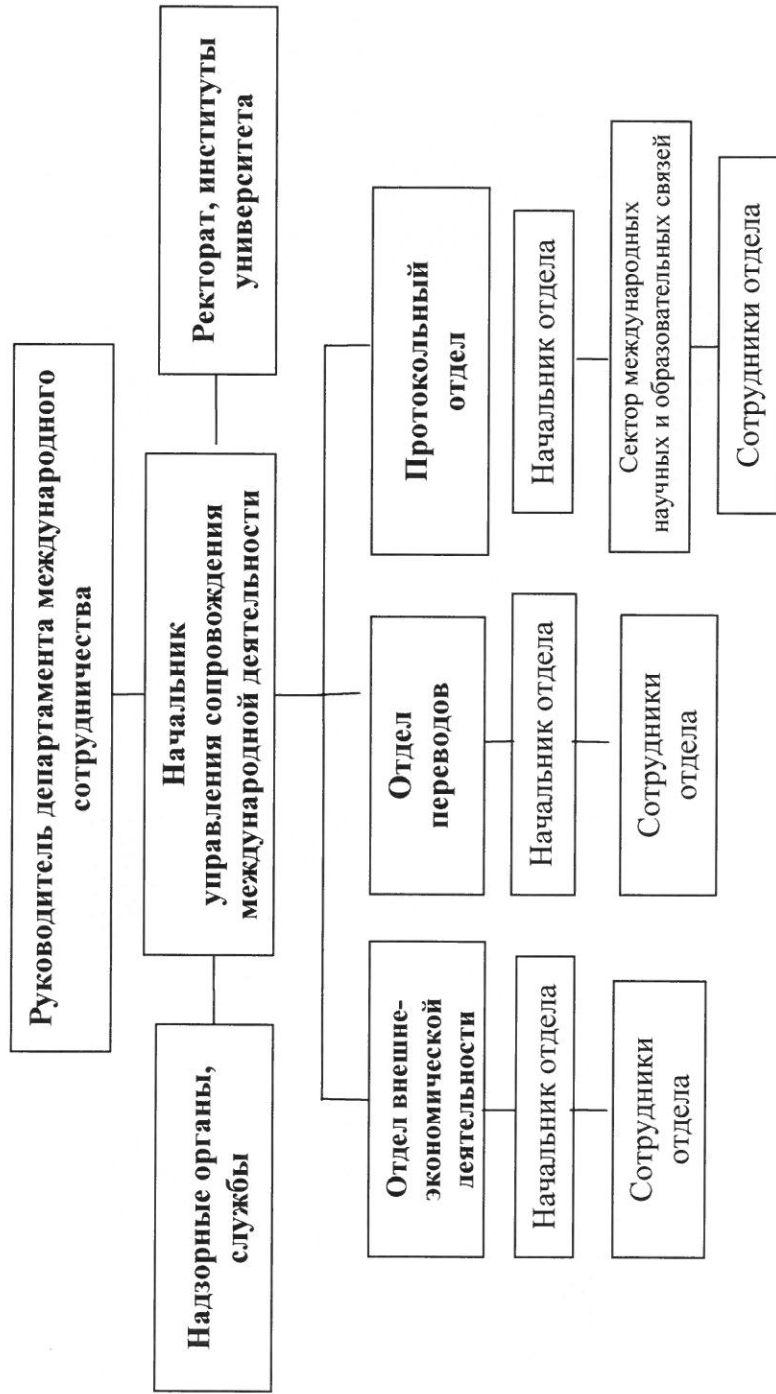 Руководитель департамента международного
сотрудничества
Надзорные органы,
службы
Начальник
управления сопровождения
международной деятельности
Ректорат, институты
университета
Отдел внешне-
экономической
деятельности
Начальник отдела
Сотрудники
отдела
Отдел
переводов
Начальник отдела
Сотрудники
отдела
Протокольный
отдел
Начальник отдела
Сектор международных
научных и образовательных связей
Сотрудники отдела